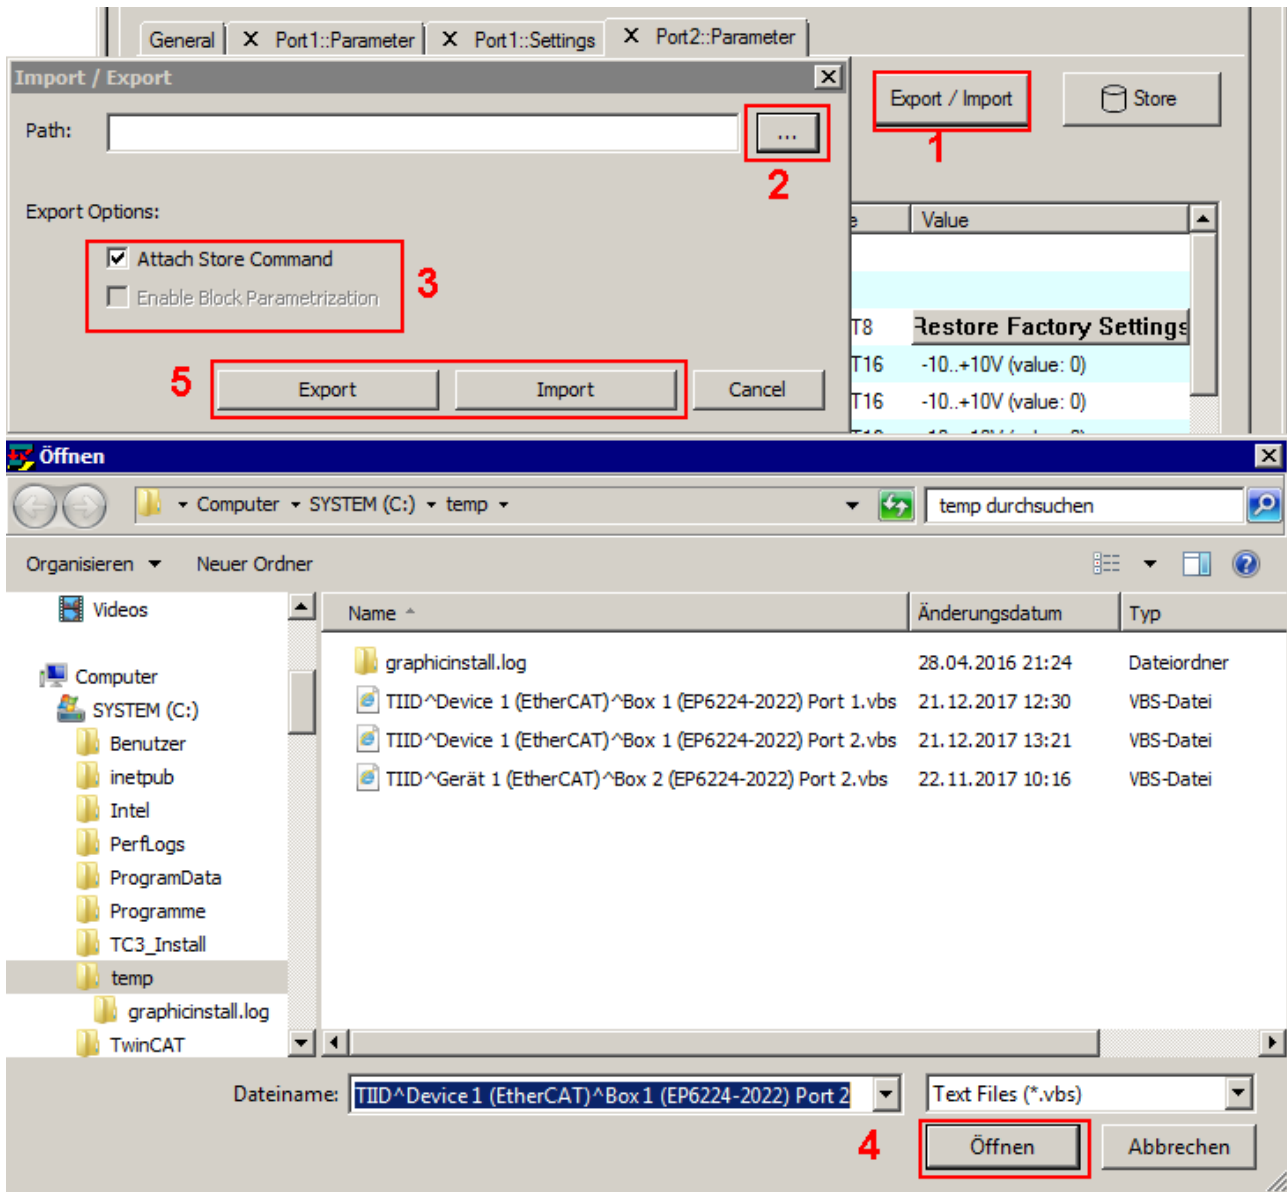 General
X Port1::Parameter
X Port1::Settings
X Port2::Parameter
Import / Export
Path:
...
2
Export / Import
1
Store
Export Options:
Attach Store Command
Enable Block Parametrization
3
5
Export
Import
Cancel
e
Value
T8
Restore Factory Settings
T16
-10..+10V (value: 0)
T16
-10..+10V (value: 0)
Öffnen
Computer
SYSTEM (C:)
temp
temp durchsuchen
Organisieren
Neuer Ordner
Videos
Computer
SYSTEM (C:)
Benutzer
inetpub
Intel
PerfLogs
ProgramData
Programme
TC3_Install
temp
graphicinstall.log
TwinCAT
Name Änderungsdatum Typ
graphicinstall.log 28.04.2016 21:24 Dateiordner
TIID^Device 1 (EtherCAT)^Box 1 (EP6224-2022) Port 1.vbs 21.12.2017 12:30 VBS-Datei
TIID^Device 1 (EtherCAT)^Box 1 (EP6224-2022) Port 2.vbs 21.12.2017 13:21 VBS-Datei
TIID^Gerät 1 (EtherCAT)^Box 2 (EP6224-2022) Port 2.vbs 22.11.2017 10:16 VBS-Datei
Dateiname: TIID^Device 1 (EtherCAT)^Box 1 (EP6224-2022) Port 2
Text Files (*.vbs)
4
Öffnen
Abbrechen